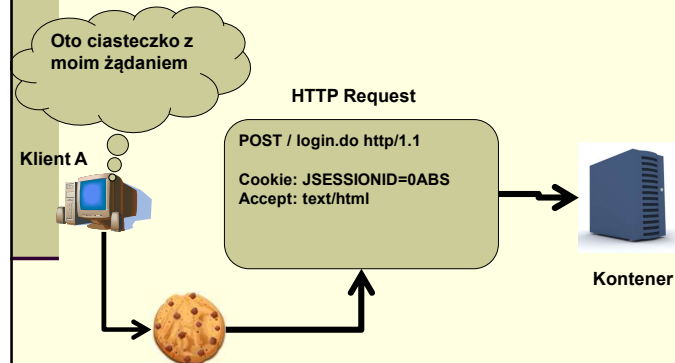 Oto ciasteczko z
moim żądaniem
HTTP Request
Klient A
POST / login.do http/1.1
Cookie: JSESSIONID=0ABS
Accept: text/html
Kontener